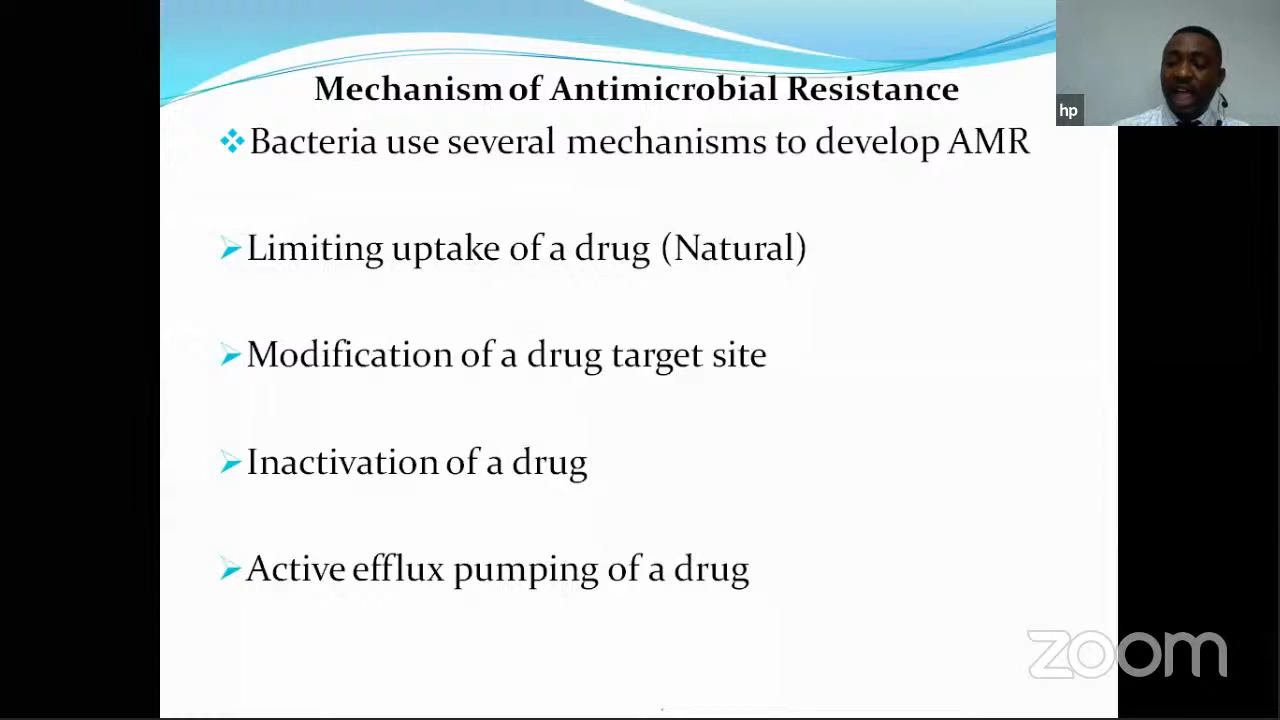 Mechanism of Antimicrobial Resistance
hp
Bacteria use several mechanisms to develop AMR
Limiting uptake of a drug (Natural)
Modification of a drug target site
Inactivation of a drug
Active efflux pumping of a drug
zoom